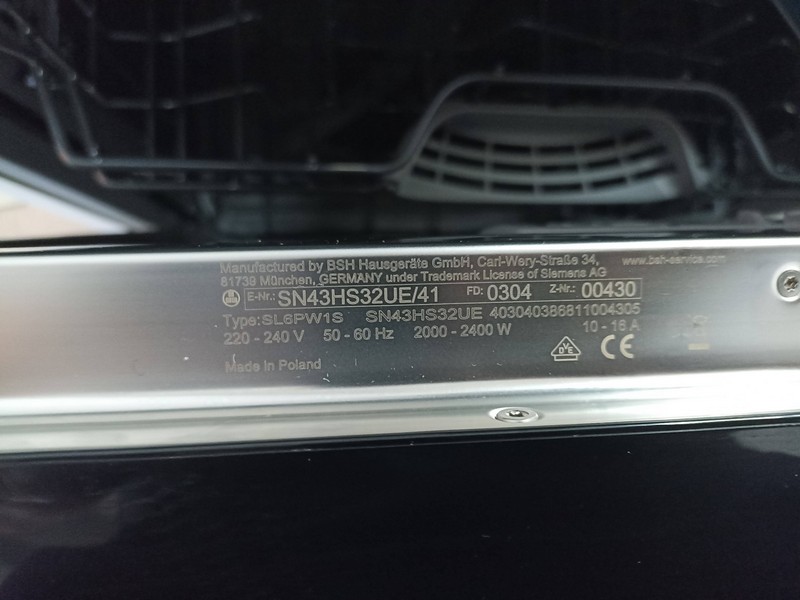 Manufactured by BSH Hausgeräte GmbH, Carl-Wery-Straße 34, www.bsh-service.com
81739 München, GERMANY under Trademark License of Siemens AG
E-Nr.: SN43HS32UE/41 FD: 0304 Z-Nr.: 00430
Type:SL6PW1S SN43HS32UE 403040386811004305
220 - 240 V 50 - 60 Hz 2000 - 2400 W 10 - 16 A
DVE CE
Made in Poland